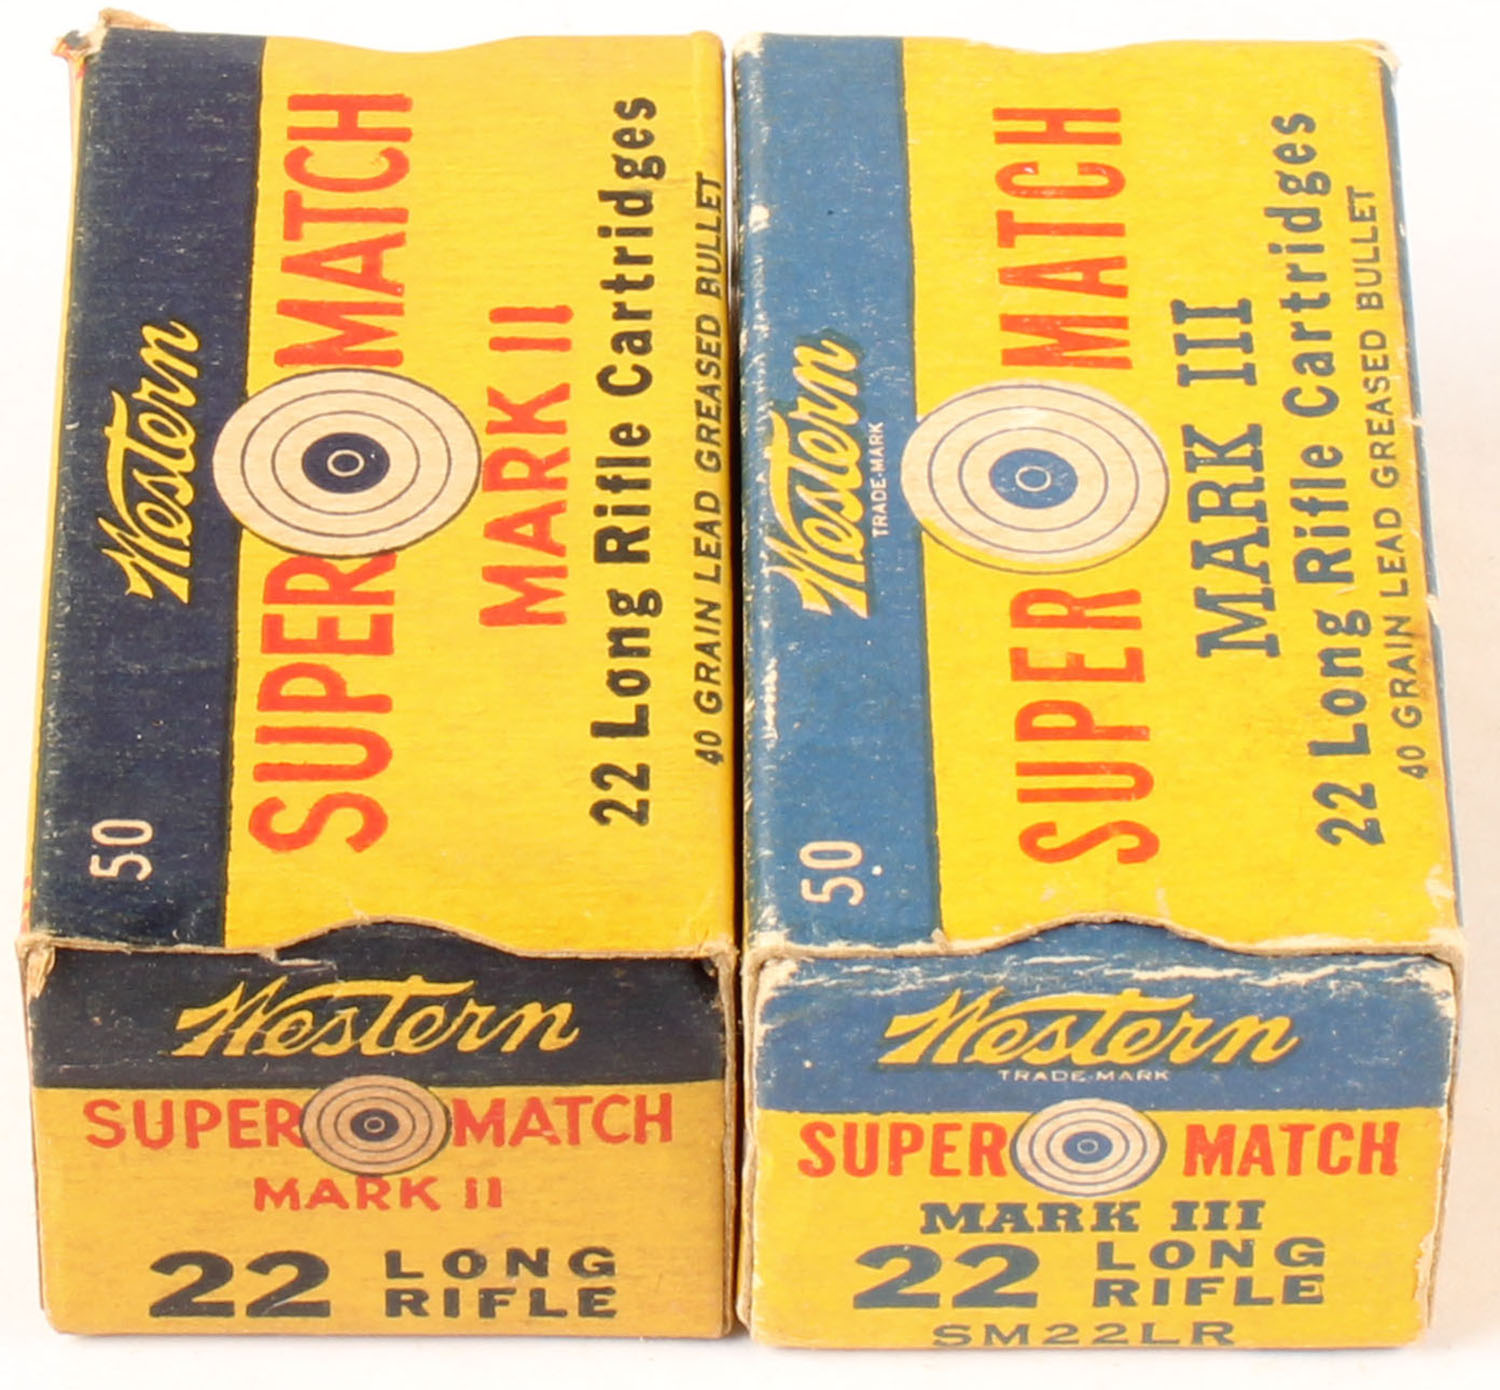 Western
50
SUPER MATCH
MARK II
22 Long Rifle Cartridges
40 GRAIN LEAD GREASED BULLET
Western
SUPER MATCH
MARK II
22 LONG RIFLE
Western
TRADE-MARK
50
SUPER MATCH
MARK III
22 Long Rifle Cartridges
40 GRAIN LEAD GREASED BULLET
Western
TRADE-MARK
SUPER MATCH
MARK III
22 LONG RIFLE
SM22LR